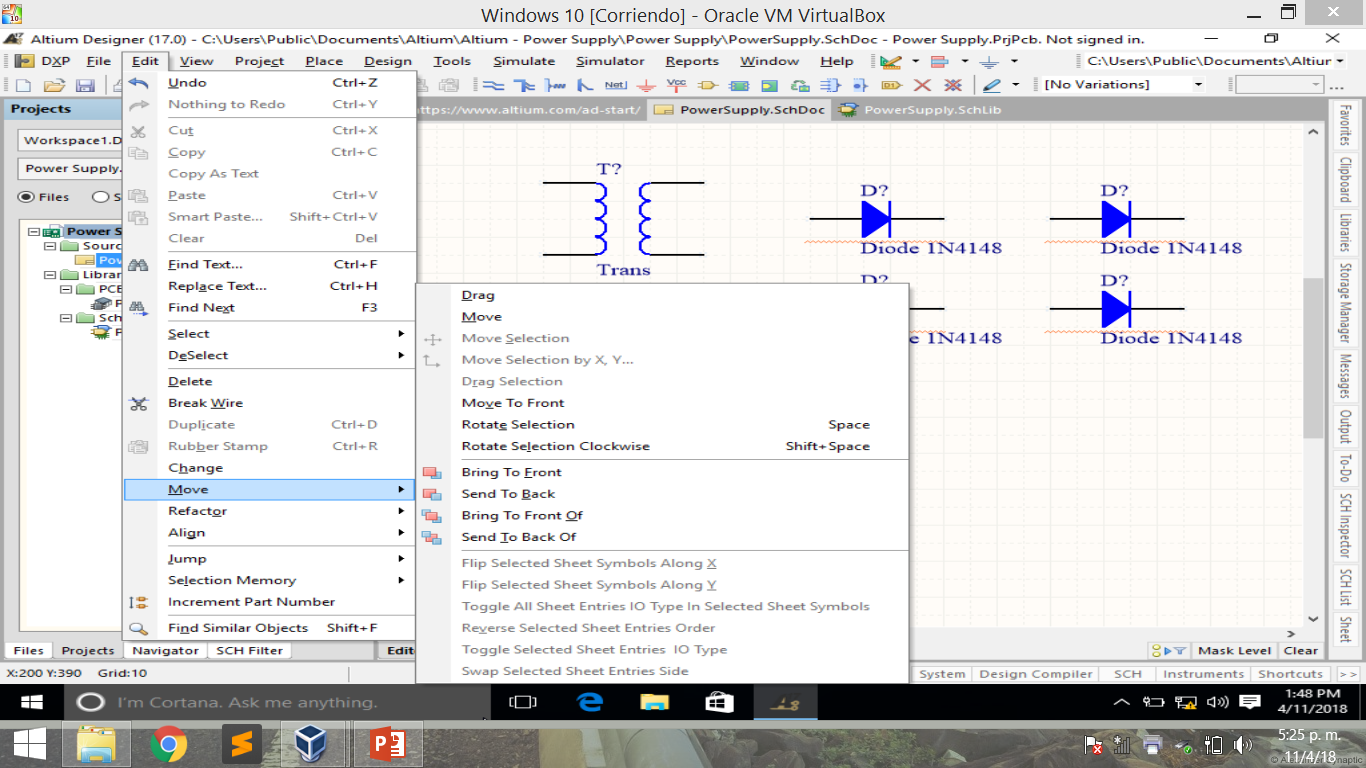 Windows 10 [Corriendo] - Oracle VM VirtualBox
Altium Designer (17.0) - C:\Users\Public\Documents\Altium\Altium - Power Supply\Power Supply\PowerSupply.SchDoc - Power Supply.PrjPcb. Not signed in.
DXP File Edit View Project Place Design Tools Simulate Simulator Reports Window Help C:\Users\Public\Documents\Altiur
Net1 Vcc D1 [No Variations] ...
Projects
ttps://www.altium.com/ad-start/ PowerSupply.SchDoc PowerSupply.SchLib
Workspace1.D
Power Supply.
Files S
Power S
Sourc
Pow
Librar
PCB
P
Sch
P
Undo Ctrl+Z
Nothing to Redo Ctrl+Y
Cut Ctrl+X
Copy Ctrl+C
Copy As Text
Paste Ctrl+V
Smart Paste... Shift+Ctrl+V
Clear Del
Find Text... Ctrl+F
Replace Text... Ctrl+H
Find Next F3
Select
DeSelect
Delete
Break Wire
Duplicate Ctrl+D
Rubber Stamp Ctrl+R
Change
Move
Refactor
Align
Jump
Selection Memory
Increment Part Number
Find Similar Objects Shift+F
Drag
Move
Move Selection
Move Selection by X, Y...
Drag Selection
Move To Front
Rotate Selection Space
Rotate Selection Clockwise Shift+Space
Bring To Front
Send To Back
Bring To Front Of
Send To Back Of
Flip Selected Sheet Symbols Along X
Flip Selected Sheet Symbols Along Y
Toggle All Sheet Entries IO Type In Selected Sheet Symbols
Reverse Selected Sheet Entries Order
Toggle Selected Sheet Entries IO Type
Swap Selected Sheet Entries Side
T?
Trans
D?
Diode 1N4148
D?
Diode 1N4148
D?
e 1N4148
D?
Diode 1N4148
Favorites
Clipboard
Libraries
Storage Manager
Messages
Output
To-Do
SCH Inspector
SCH List
Sheet
Files Projects Navigator SCH Filter Edito Mask Level Clear
X:200 Y:390 Grid:10 System Design Compiler SCH Instruments Shortcuts >>
I'm Cortana. Ask me anything.
1:48 PM
4/11/2018
5:25 p. m.
11/4/18